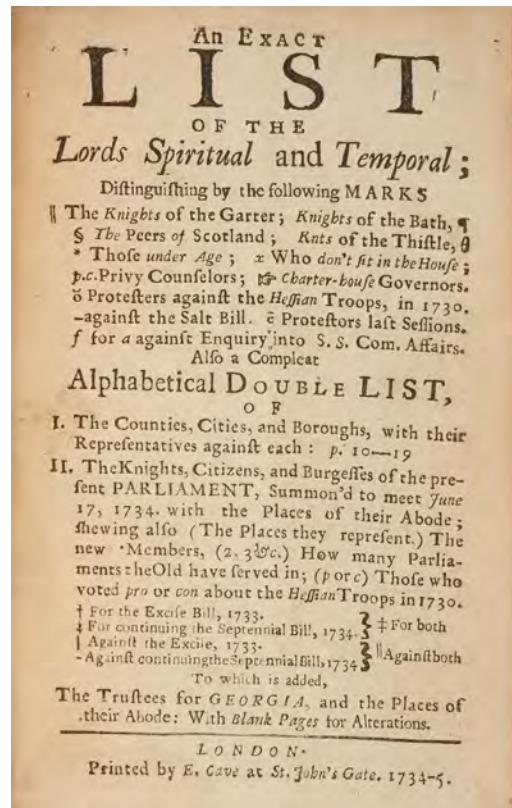 An EXACT
LIST
OF THE
Lords Spiritual and Temporal;
Diſtinguiſhing by the following MARKS
‖ The Knights of the Garter; Knights of the Bath, ¶
§ The Peers of Scotland; Knts of the Thiſtle, θ
* Thoſe under Age; x Who don't ſit in the Houſe;
p.c. Privy Counſelors; ☞ Charter-houſe Governors.
ŏ Proteſters againſt the Heſſian Troops, in 1730.
–againſt the Salt Bill. ē Proteſtors laſt Seſſions.
f for a againſt Enquiry into S. S. Com. Affairs.
Alſo a Compleat
Alphabetical DOUBLE LIST,
OF
I. The Counties, Cities, and Boroughs, with their
Repreſentatives againſt each: p. 10—19
II. The Knights, Citizens, and Burgeſſes of the pre-
ſent PARLIAMENT, Summon'd to meet June
17, 1734. with the Places of their Abode;
ſhewing alſo (The Places they repreſent.) The
new ·Members, (2. 3 &c.) How many Parlia-
ments the Old have ſerved in; (p or c) Thoſe who
voted pro or con about the Heſſian Troops in 1730.
† For the Exciſe Bill, 1733.
‡ For continuing the Septennial Bill, 1734. ‡ For both
| Againſt the Exciſe, 1733.
- Againſt continuing the Septennial Bill, 1734 ‖ Againſt both
To which is added,
The Truſtees for GEORGIA, and the Places of
their Abode: With Blank Pages for Alterations.
LONDON·
Printed by E. Cave at St. John's Gate. 1734-5.